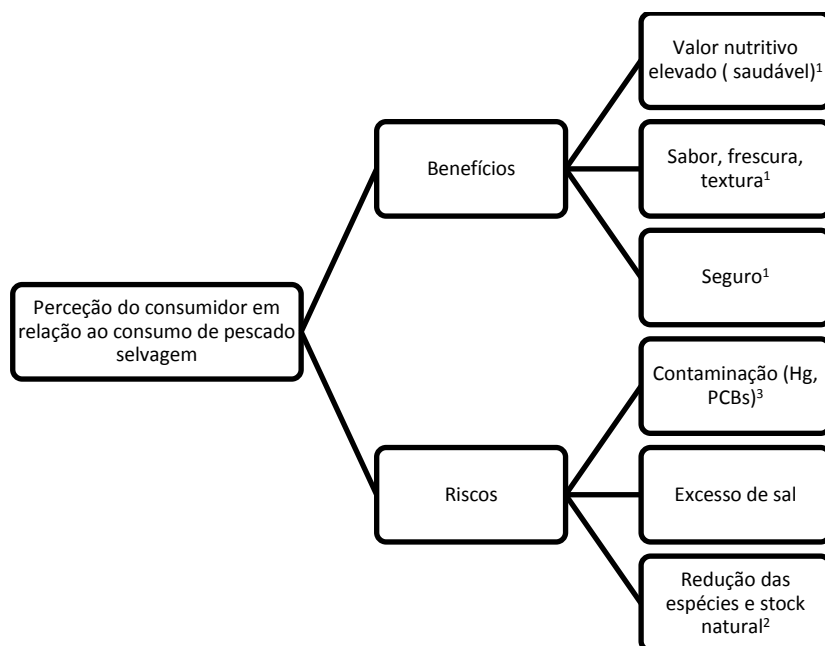 Perceção do consumidor em
relação ao consumo de pescado
selvagem
Benefícios
Valor nutritivo
elevado ( saudável)¹
Sabor, frescura,
textura¹
Seguro¹
Riscos
Contaminação (Hg,
PCBs)³
Excesso de sal
Redução das
espécies e stock
natural²